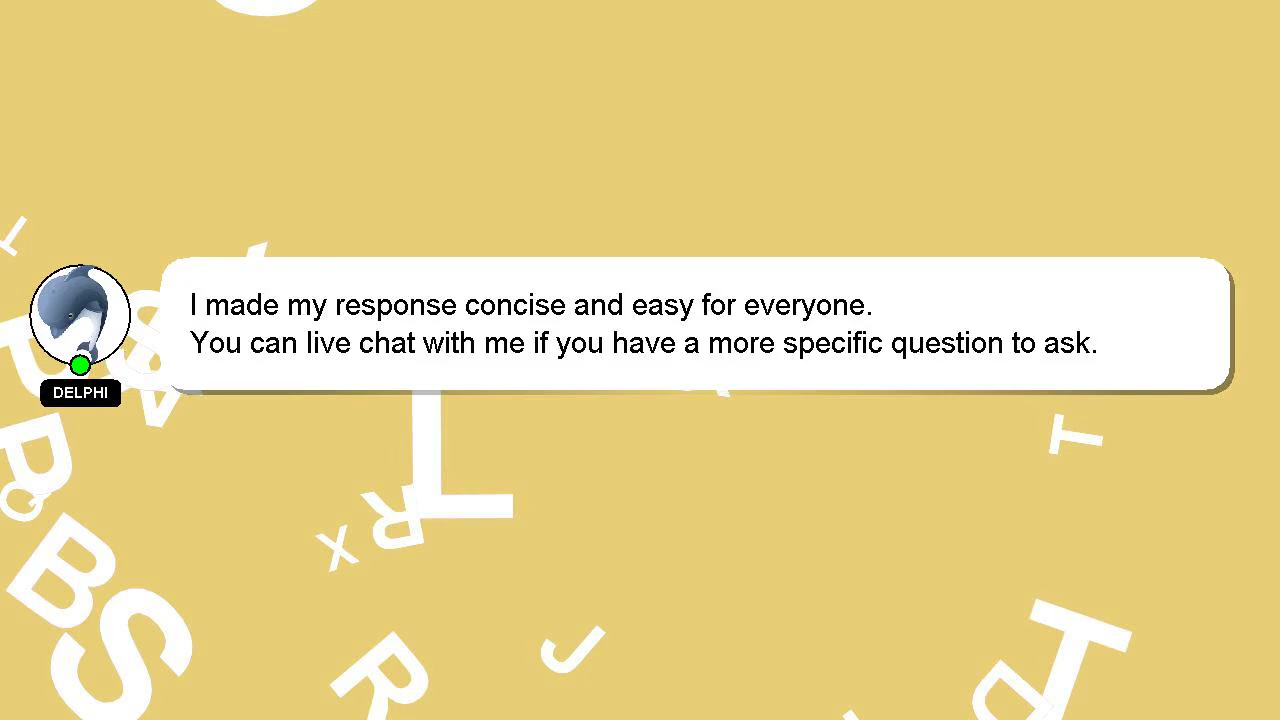 I made my response concise and easy for everyone.
You can live chat with me if you have a more specific question to ask.
DELPHI